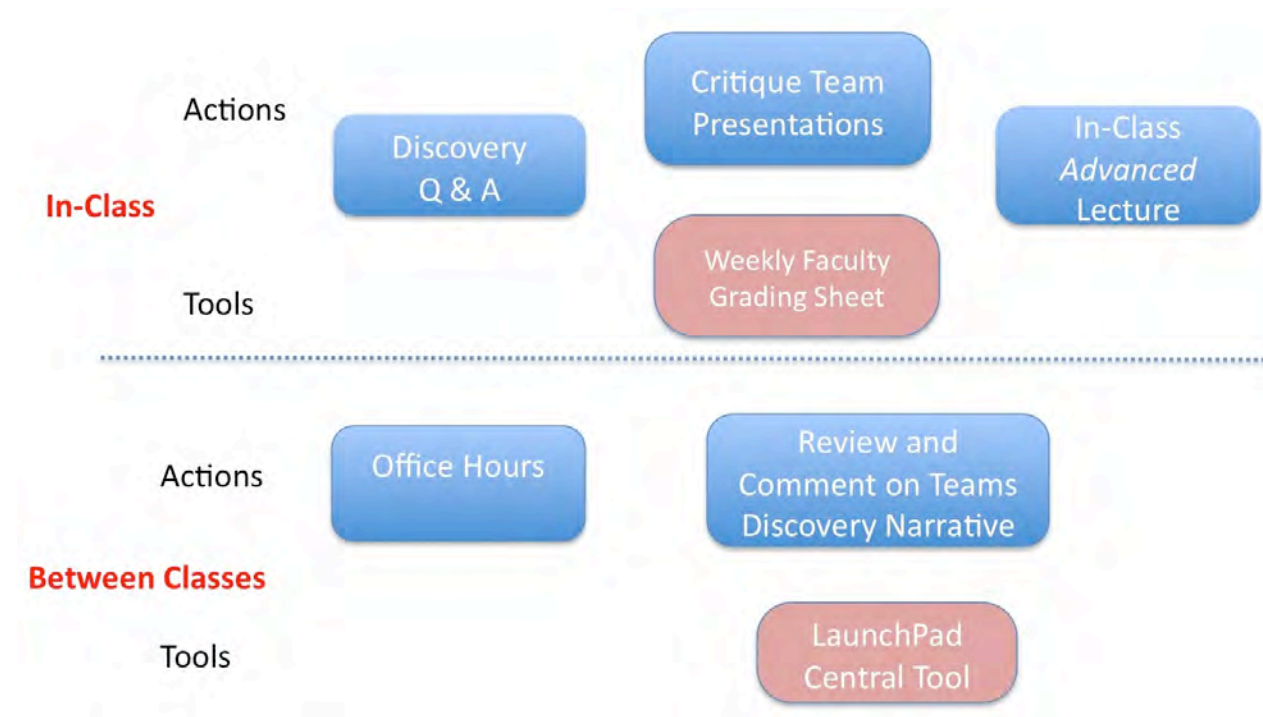 Actions
Discovery
Q & A
Critique Team
Presentations
In-Class
Advanced
Lecture
In-Class
Tools
Weekly Faculty
Grading Sheet
Actions
Office Hours
Review and
Comment on Teams
Discovery Narrative
Between Classes
Tools
LaunchPad
Central Tool